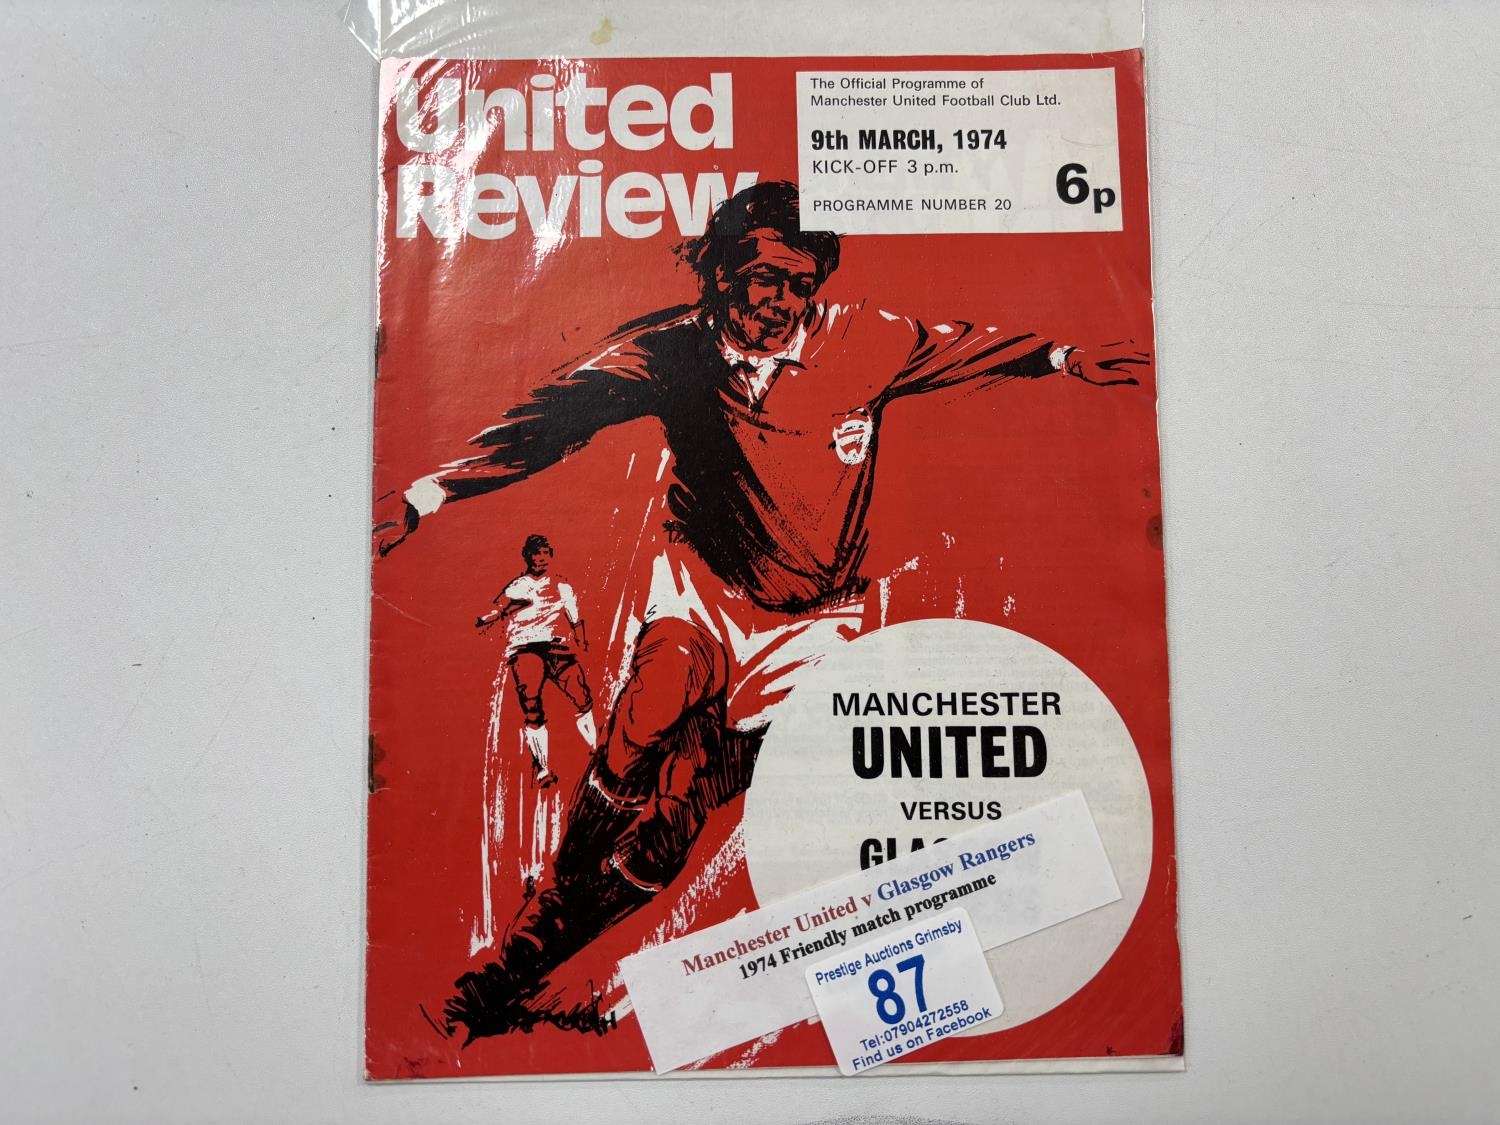 United
Review
The Official Programme of
Manchester United Football Club Ltd.
9th MARCH, 1974
KICK-OFF 3 p.m.
PROGRAMME NUMBER 20
6p
MANCHESTER
UNITED
VERSUS
Manchester United v Glasgow Rangers
1974 Friendly match programme
Prestige Auctions Grimsby
87
Tel:07904272558
Find us on Facebook